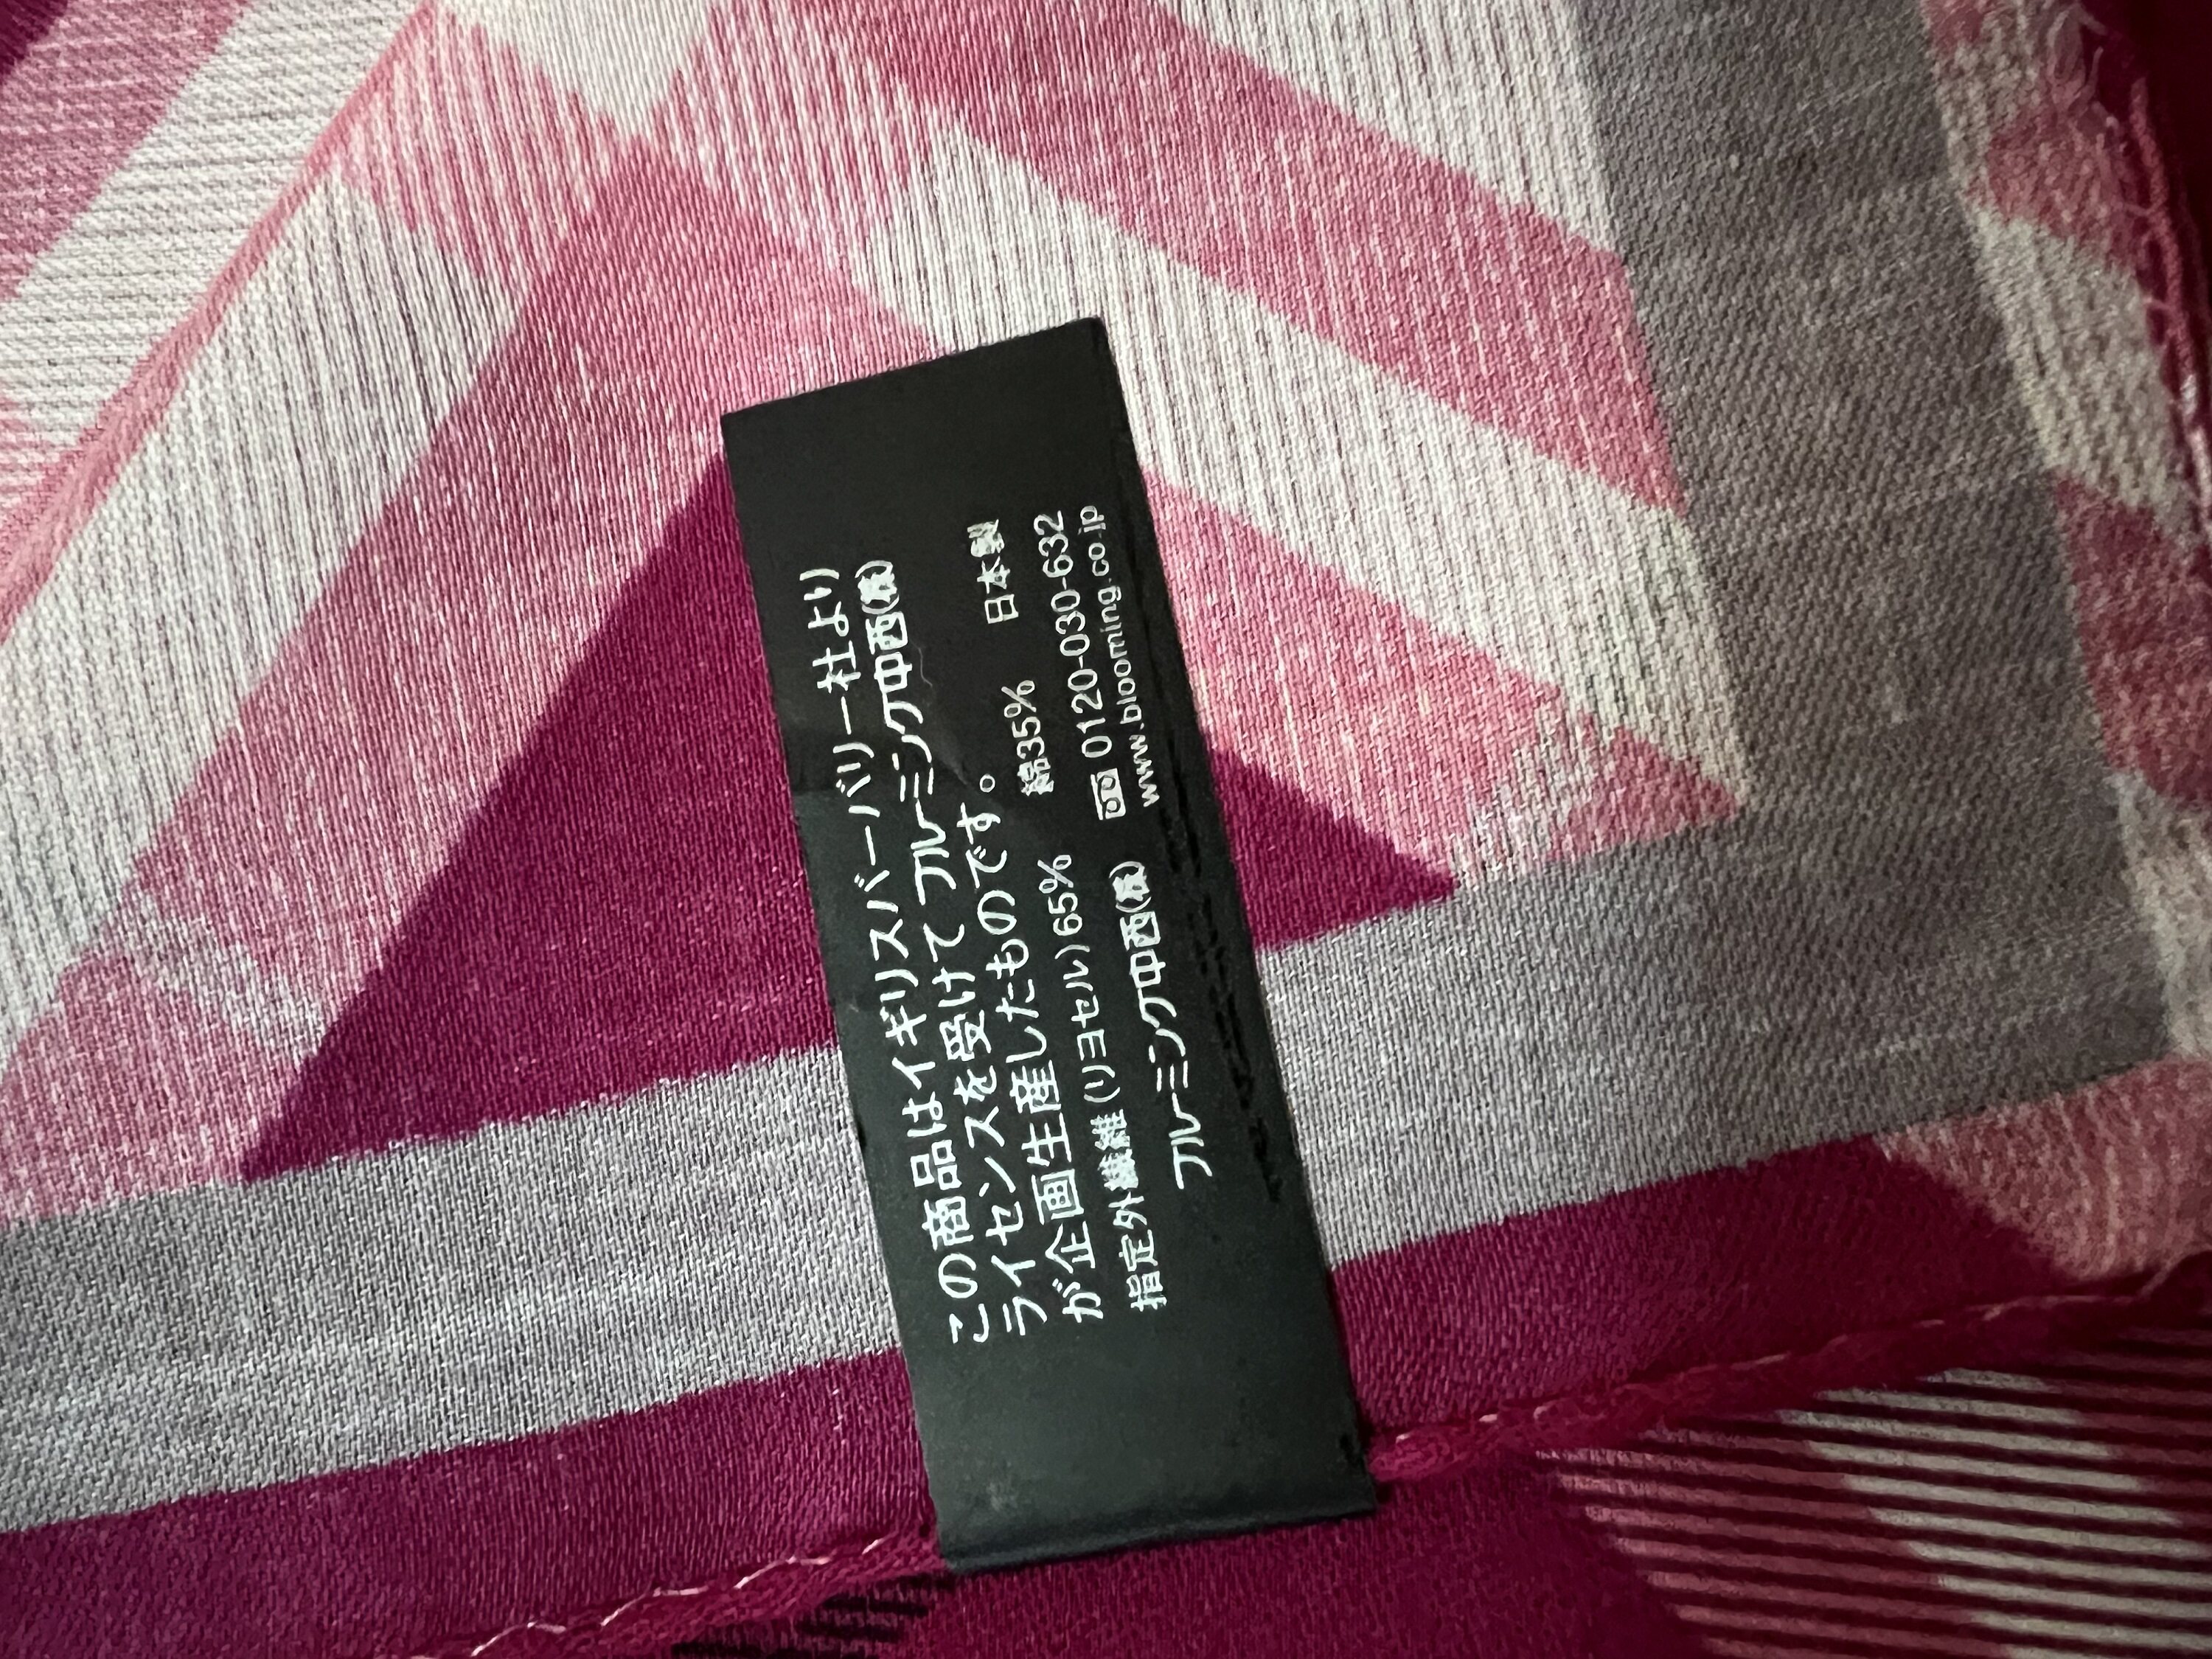 この商品はイギリスバーバリー社より
ライセンスを受けてブルーミング中西㈱
が企画生産したものです。
指定外繊維(リヨセル)65% 綿35% 日本製
ブルーミング中西㈱ 0120-030-632
www.blooming.co.jp